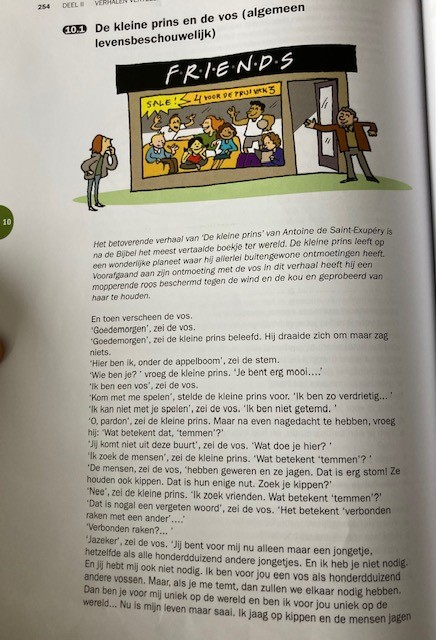 254
DEEL II
VERHALEN
10.1 De kleine prins en de vos (algemeen
levensbeschouwelijk)
F·R·I·E·N·D·S
SALE! 4 VOOR DE PRIJS VAN 3
10
Het betoverende verhaal van 'De kleine prins' van Antoine de Saint-Exupéry is
na de Bijbel het meest vertaalde boekje ter wereld. De kleine prins leeft op
een wonderlijke planeet waar hij allerlei buitengewone ontmoetingen heeft.
Voorafgaand aan zijn ontmoeting met de vos in dit verhaal heeft hij een
mopperende roos beschermd tegen de wind en de kou en geprobeerd van
haar te houden.
En toen verscheen de vos.
'Goedemorgen', zei de vos.
'Goedemorgen', zei de kleine prins beleefd. Hij draaide zich om maar zag
niets.
'Hier ben ik, onder de appelboom', zei de stem.
'Wie ben je? ' vroeg de kleine prins. 'Je bent erg mooi....'
'Ik ben een vos', zei de vos.
'Kom met me spelen', stelde de kleine prins voor. 'Ik ben zo verdrietig... '
'Ik kan niet met je spelen', zei de vos. 'Ik ben niet getemd. '
'O, pardon', zei de kleine prins. Maar na even nagedacht te hebben, vroeg
hij: 'Wat betekent dat, 'temmen'?'
'Jij komt niet uit deze buurt', zei de vos. 'Wat doe je hier? '
'Ik zoek de mensen', zei de kleine prins. 'Wat betekent 'temmen'? '
'De mensen, zei de vos, 'hebben geweren en ze jagen. Dat is erg stom! Ze
houden ook kippen. Dat is hun enige nut. Zoek je kippen?'
'Nee', zei de kleine prins. 'Ik zoek vrienden. Wat betekent 'temmen'?'
'Dat is nogal een vergeten woord', zei de vos. 'Het betekent 'verbonden
raken met een ander'....'
'Verbonden raken?... '
'Jazeker', zei de vos. 'Jij bent voor mij nu alleen maar een jongetje,
hetzelfde als alle honderdduizend andere jongetjes. En ik heb je niet nodig.
En jij hebt mij ook niet nodig. Ik ben voor jou een vos als honderdduizend
andere vossen. Maar, als je me temt, dan zullen we elkaar nodig hebben.
Dan ben je voor mij uniek op de wereld en ben ik voor jou uniek op de
wereld... Nu is mijn leven maar saai. Ik jaag op kippen en de mensen jagen